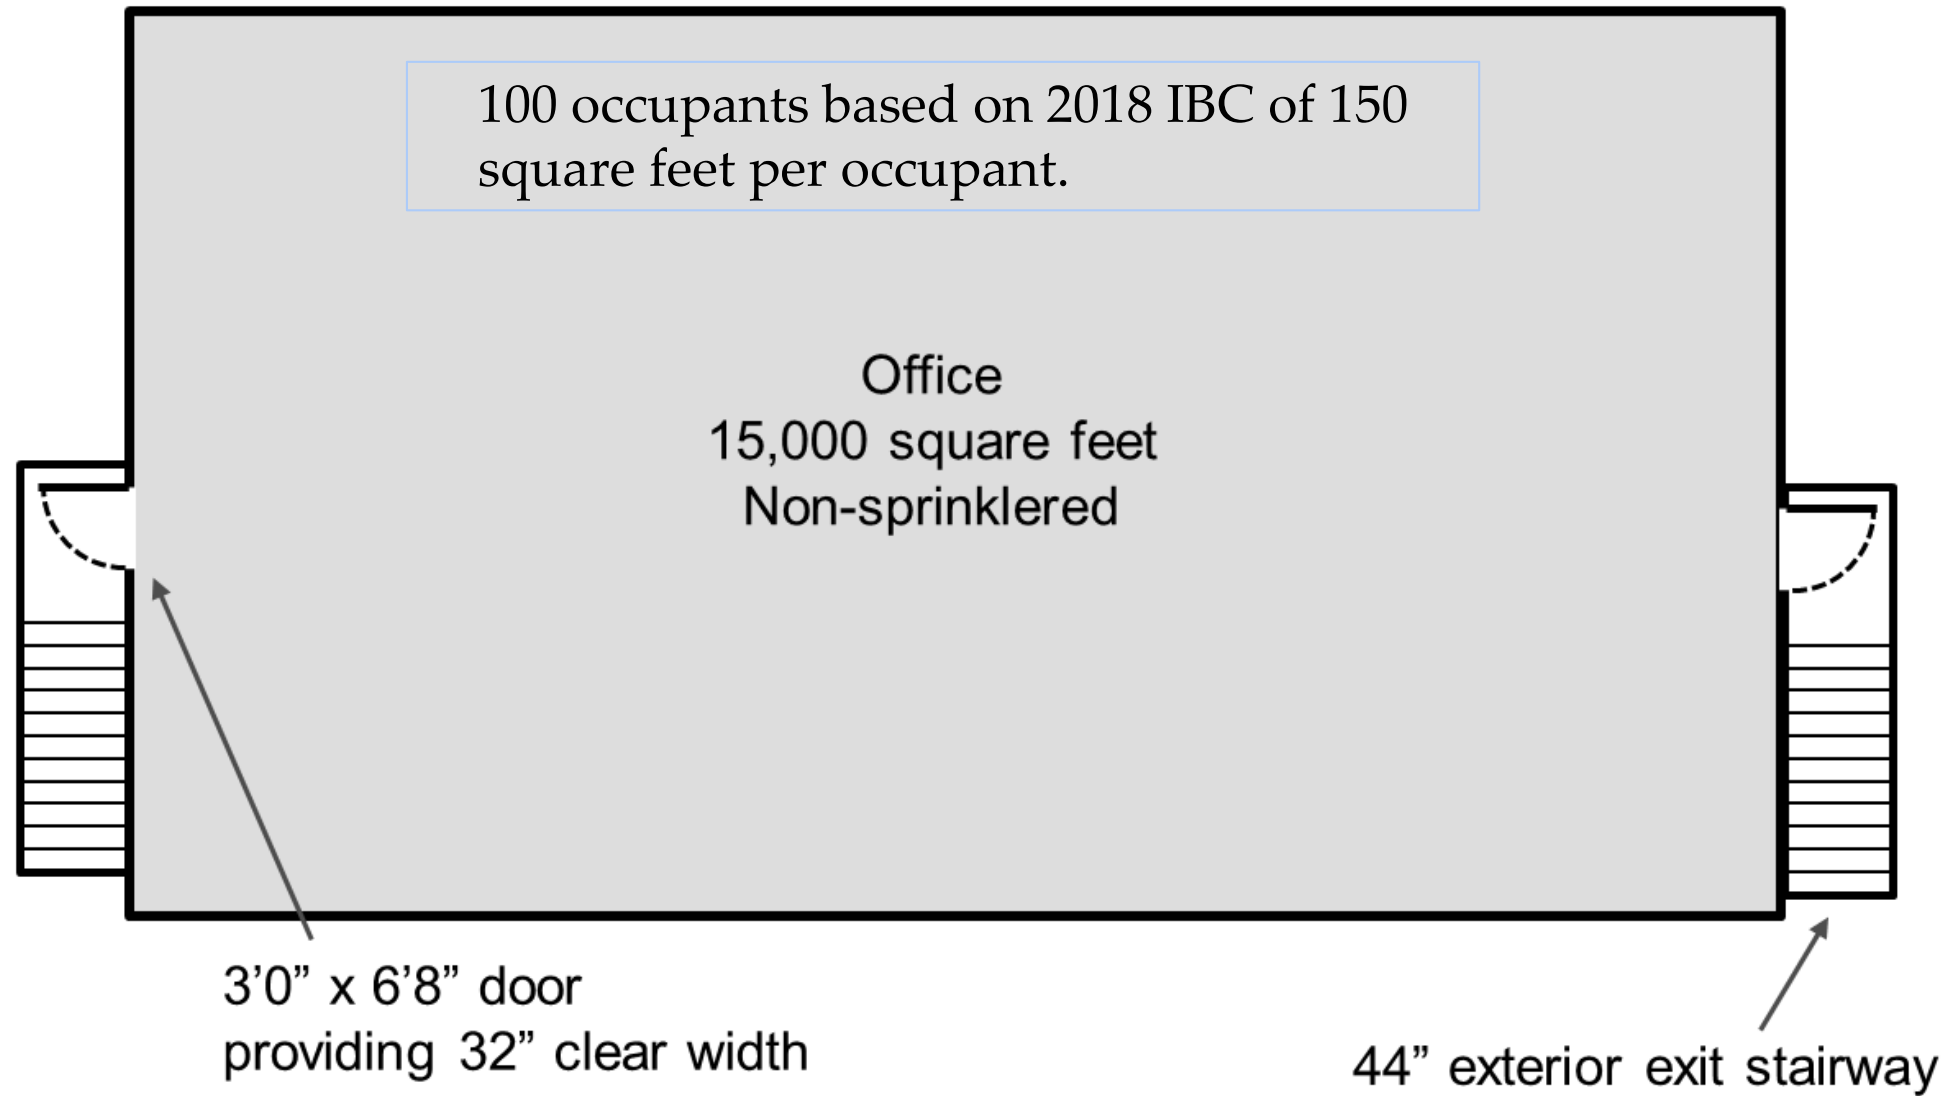 100 occupants based on 2018 IBC of 150
square feet per occupant.
Office
15,000 square feet
Non-sprinklered
3’0” x 6’8” door
providing 32” clear width
44” exterior exit stairway